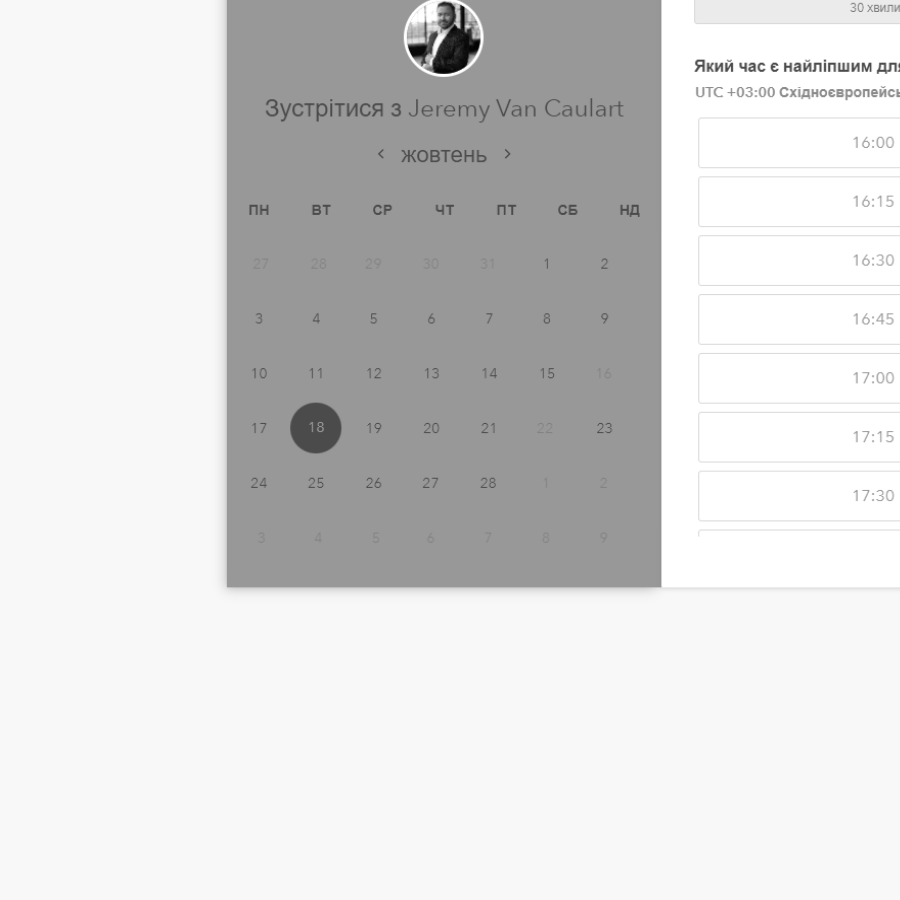 Зустрітися з Jeremy Van Caulart
< жовтень >
ПН ВТ СР ЧТ ПТ СБ НД
27 28 29 30 31 1 2
3 4 5 6 7 8 9
10 11 12 13 14 15 16
17 18 19 20 21 22 23
24 25 26 27 28 1 2
3 4 5 6 7 8 9
30 хвили
Який час є найліпшим для
UTC +03:00 Східноєвропейсь
16:00
16:15
16:30
16:45
17:00
17:15
17:30